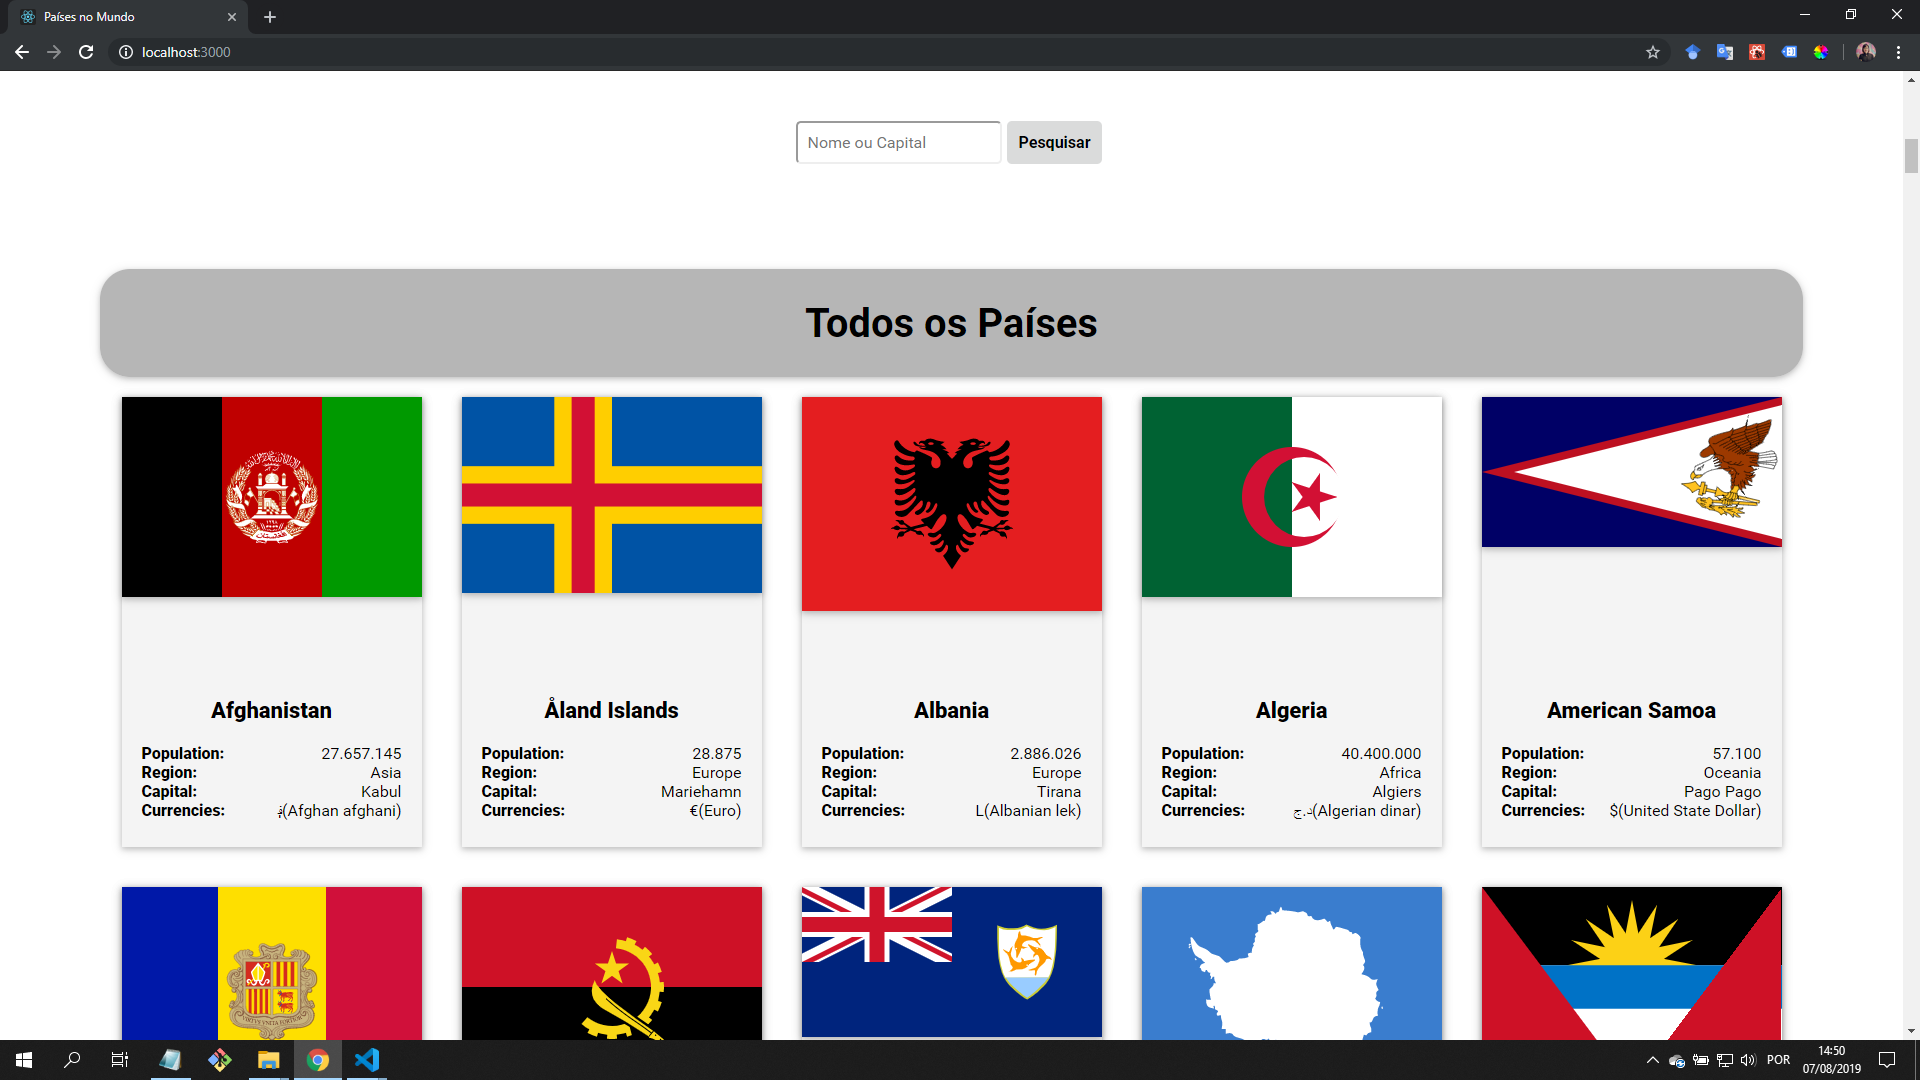 Países no Mundo
localhost:3000
Nome ou Capital
Pesquisar
Todos os Países
Afghanistan
Population: 27.657.145
Region: Asia
Capital: Kabul
Currencies: ؋(Afghan afghani)
Åland Islands
Population: 28.875
Region: Europe
Capital: Mariehamn
Currencies: €(Euro)
Albania
Population: 2.886.026
Region: Europe
Capital: Tirana
Currencies: L(Albanian lek)
Algeria
Population: 40.400.000
Region: Africa
Capital: Algiers
Currencies: د.ج(Algerian dinar)
American Samoa
Population: 57.100
Region: Oceania
Capital: Pago Pago
Currencies: $(United State Dollar)
POR
14:50
07/08/2019